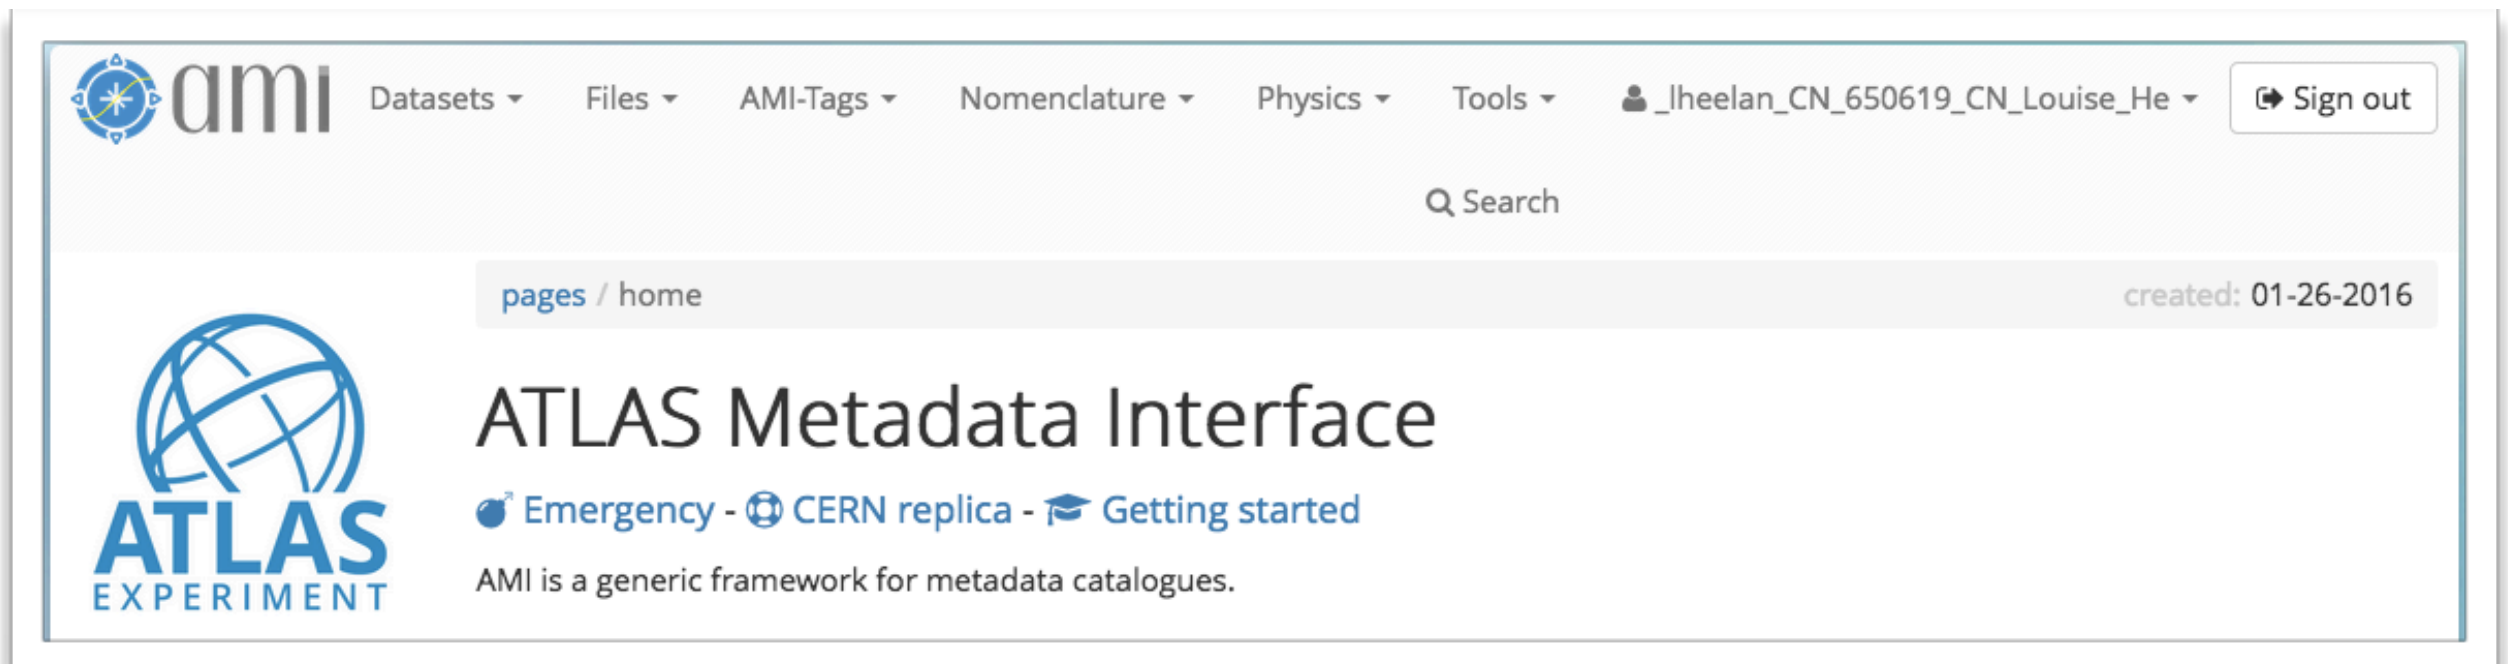 ami Datasets Files AMI-Tags Nomenclature Physics Tools _lheelan_CN_650619_CN_Louise_He Sign out
Search
pages / home created: 01-26-2016
ATLAS Metadata Interface
Emergency - CERN replica - Getting started
AMI is a generic framework for metadata catalogues.
ATLAS
EXPERIMENT